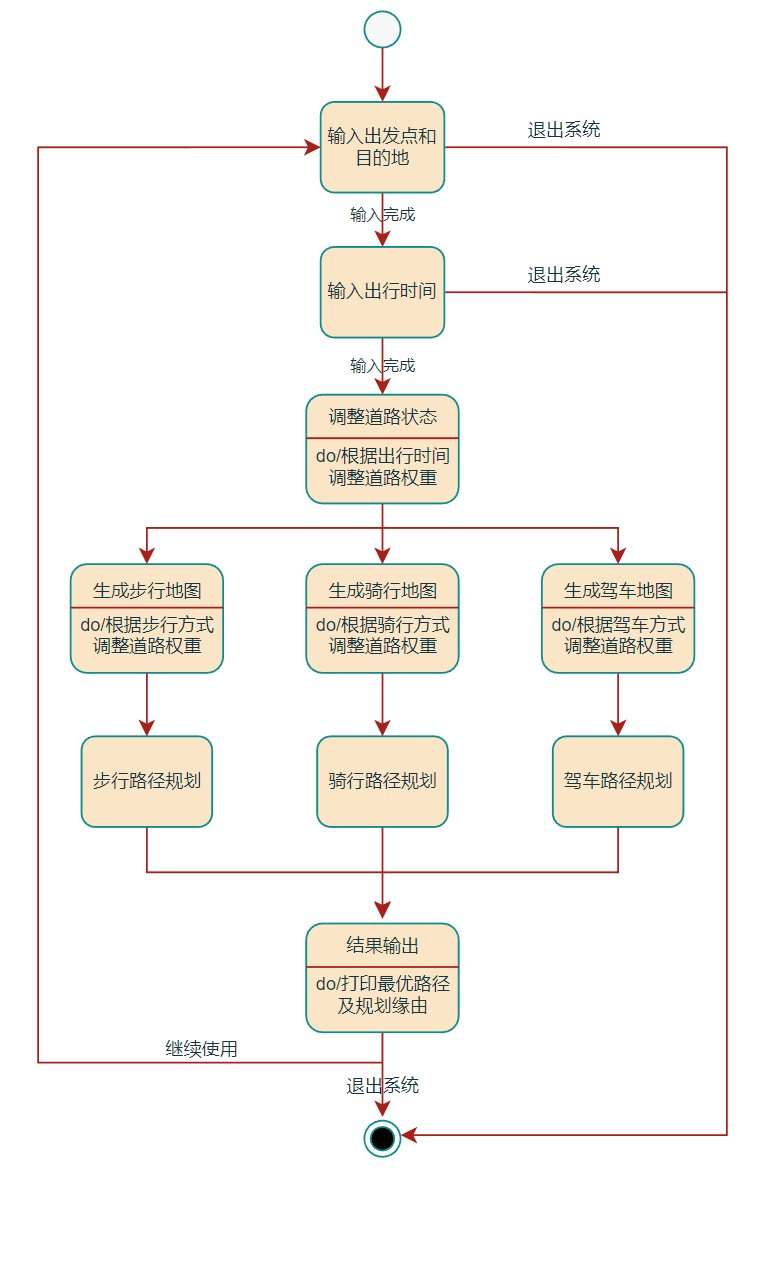 输入出发点和
目的地
退出系统
输入完成
输入出行时间
退出系统
输入完成
调整道路状态
do/根据出行时间
调整道路权重
生成步行地图
do/根据步行方式
调整道路权重
生成骑行地图
do/根据骑行方式
调整道路权重
生成驾车地图
do/根据驾车方式
调整道路权重
步行路径规划
骑行路径规划
驾车路径规划
结果输出
do/打印最优路径
及规划缘由
继续使用
退出系统